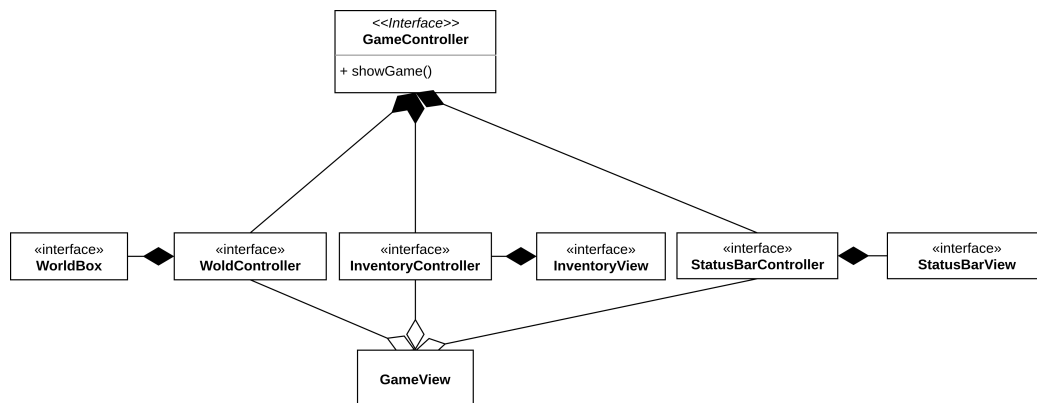 <<Interface>>
GameController
+ showGame()
«interface»
WorldBox
«interface»
WoldController
«interface»
InventoryController
«interface»
InventoryView
«interface»
StatusBarController
«interface»
StatusBarView
GameView